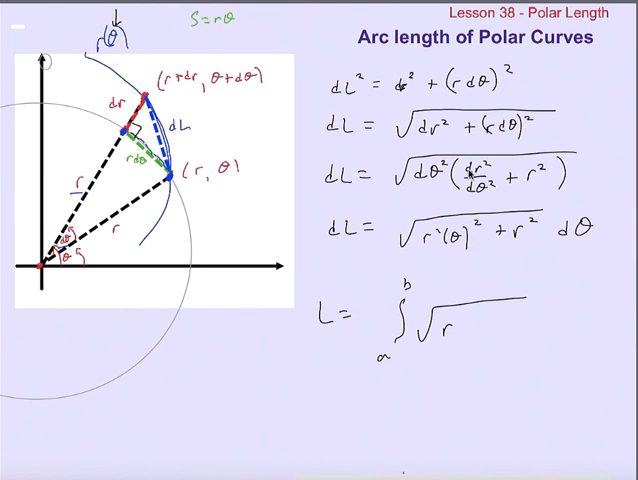 Lesson 38 - Polar Length
Arc length of Polar Curves
S=rθ
r(θ)
(r+dr, θ+dθ)
dr
dL
r
rdθ
(r, θ)
r
dθ
θ
dL² = dr² + (r dθ)²
dL = √dr² + (r dθ)²
dL = √dθ² (dr²/dθ² + r²)
dL = √r'(θ)² + r² dθ
L = ∫ₐᵇ √r